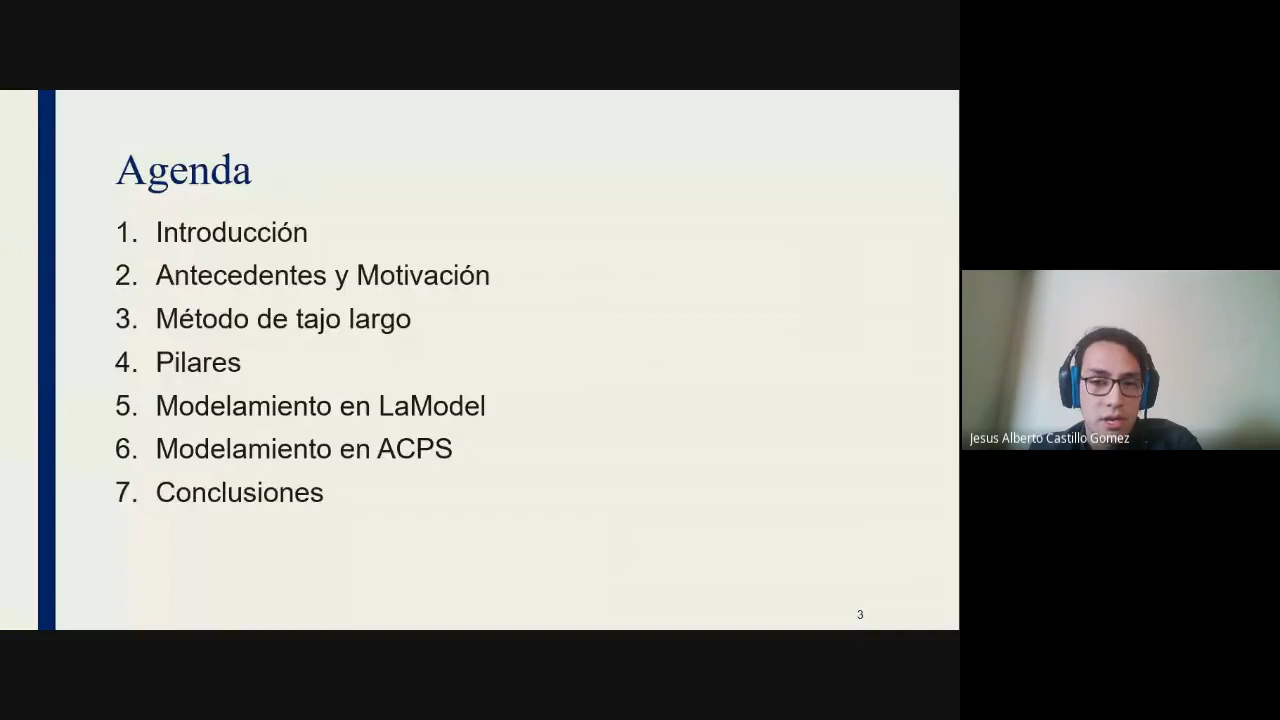 Agenda
1. Introducción
2. Antecedentes y Motivación
3. Método de tajo largo
4. Pilares
5. Modelamiento en LaModel
6. Modelamiento en ACPS
7. Conclusiones
3
Jesus Alberto Castillo Gomez